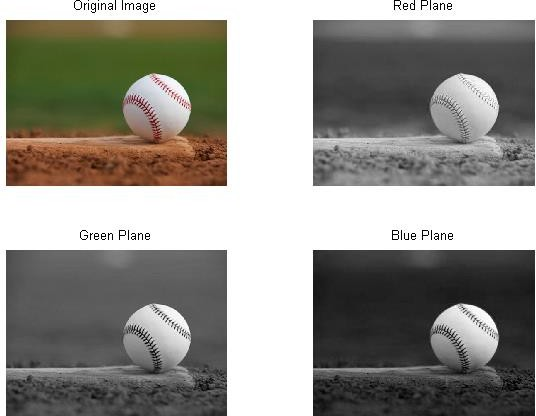 Original Image
Red Plane
Green Plane
Blue Plane